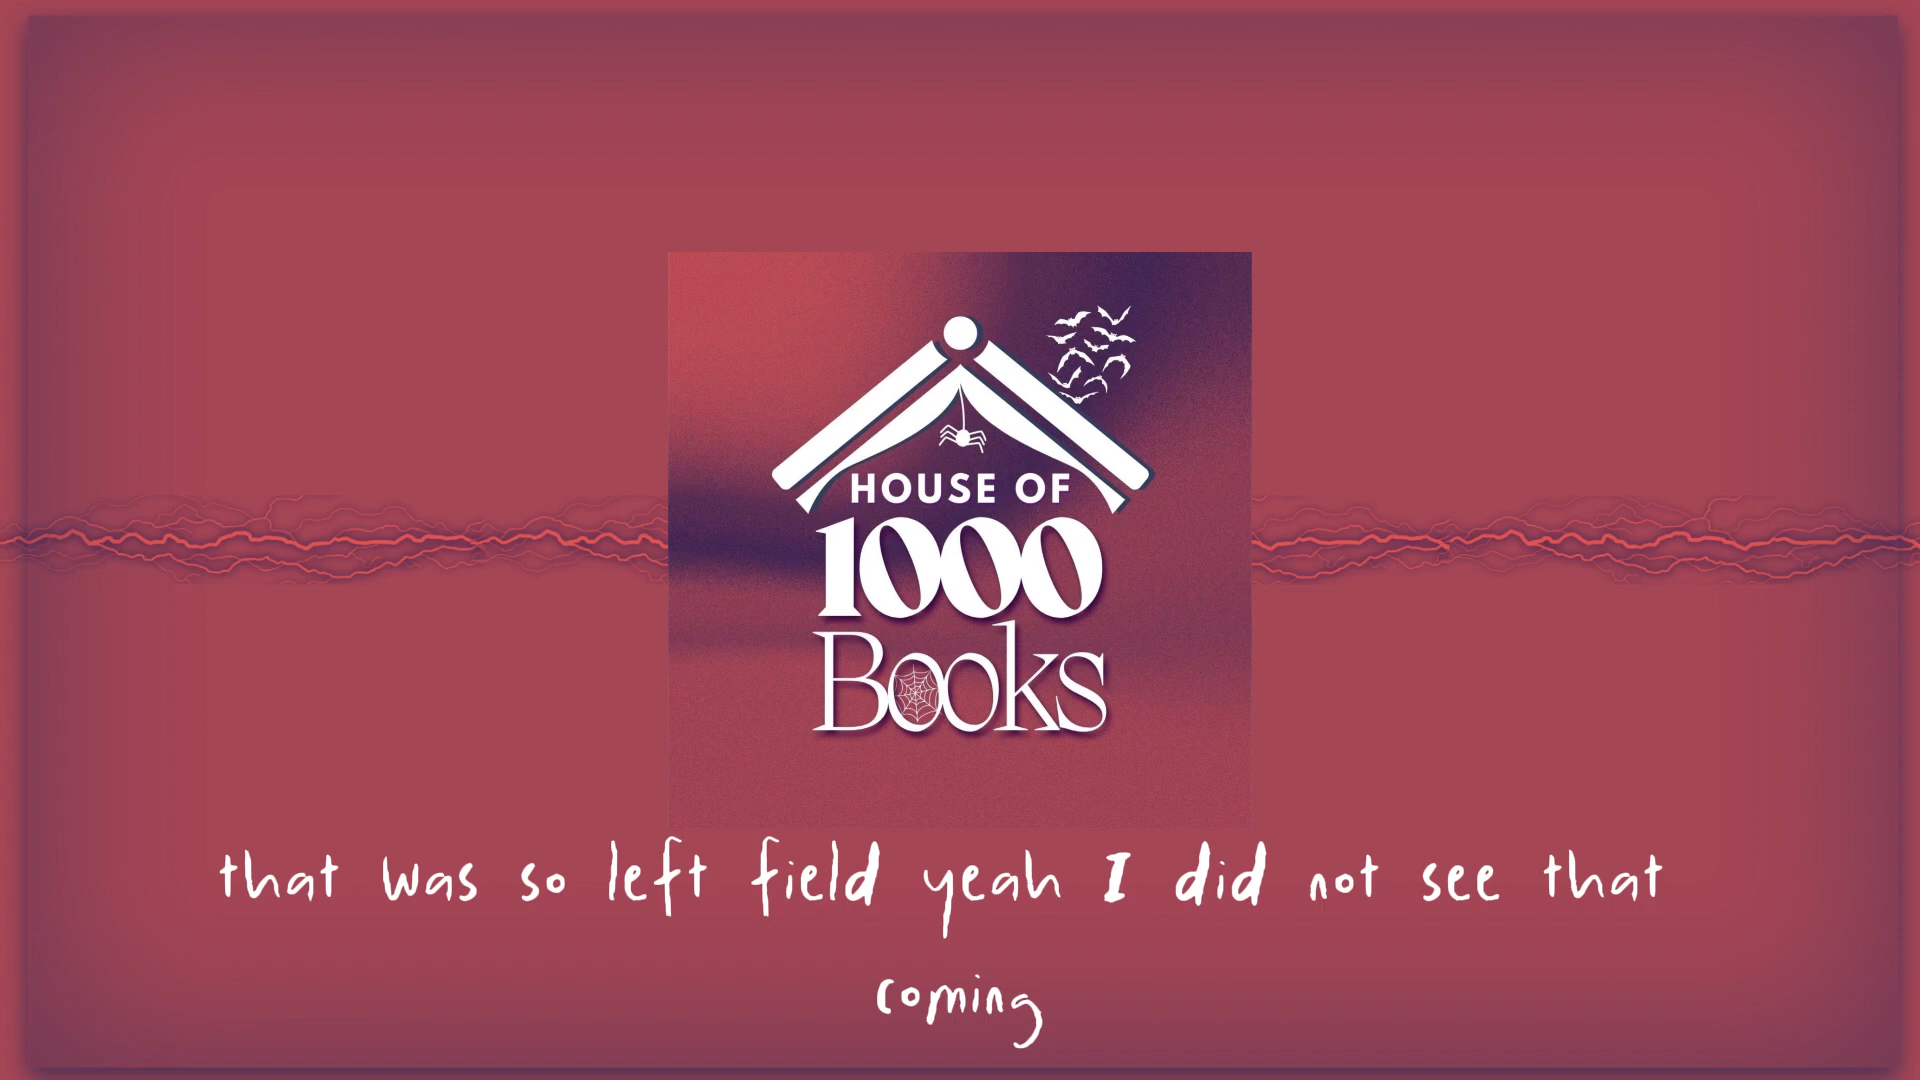 HOUSE OF
1000
Books
that was so left field yeah I did not see that
coming